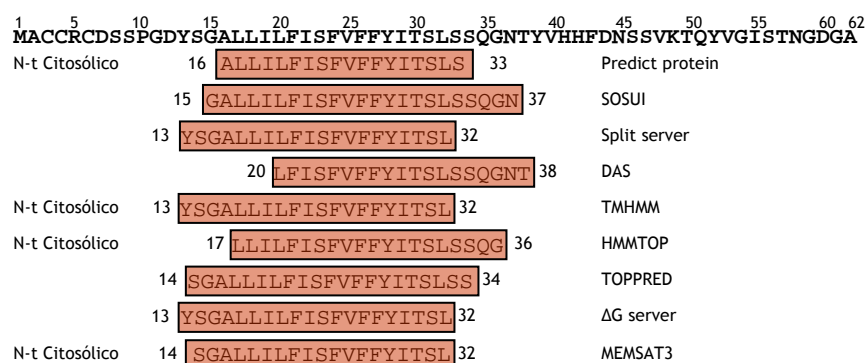 1 5 10 15 20 25 30 35 40 45 50 55 60 62
MACCRCDSSPGDYSGALLILFISFVFFYITSLSSQGNTYVHHFDNSSVKTQYVGISTNGDGA
N-t Citosólico 16 ALLILFISFVFFYITSLS 33 Predict protein
15 GALLILFISFVFFYITSLSSQGN 37 SOSUI
13 YSGALLILFISFVFFYITSL 32 Split server
20 LFISFVFFYITSLSSQGNT 38 DAS
N-t Citosólico 13 YSGALLILFISFVFFYITSL 32 TMHMM
N-t Citosólico 17 LLILFISFVFFYITSLSSQG 36 HMMTOP
14 SGALLILFISFVFFYITSLSS 34 TOPPRED
13 YSGALLILFISFVFFYITSL 32 ΔG server
N-t Citosólico 14 SGALLILFISFVFFYITSL 32 MEMSAT3